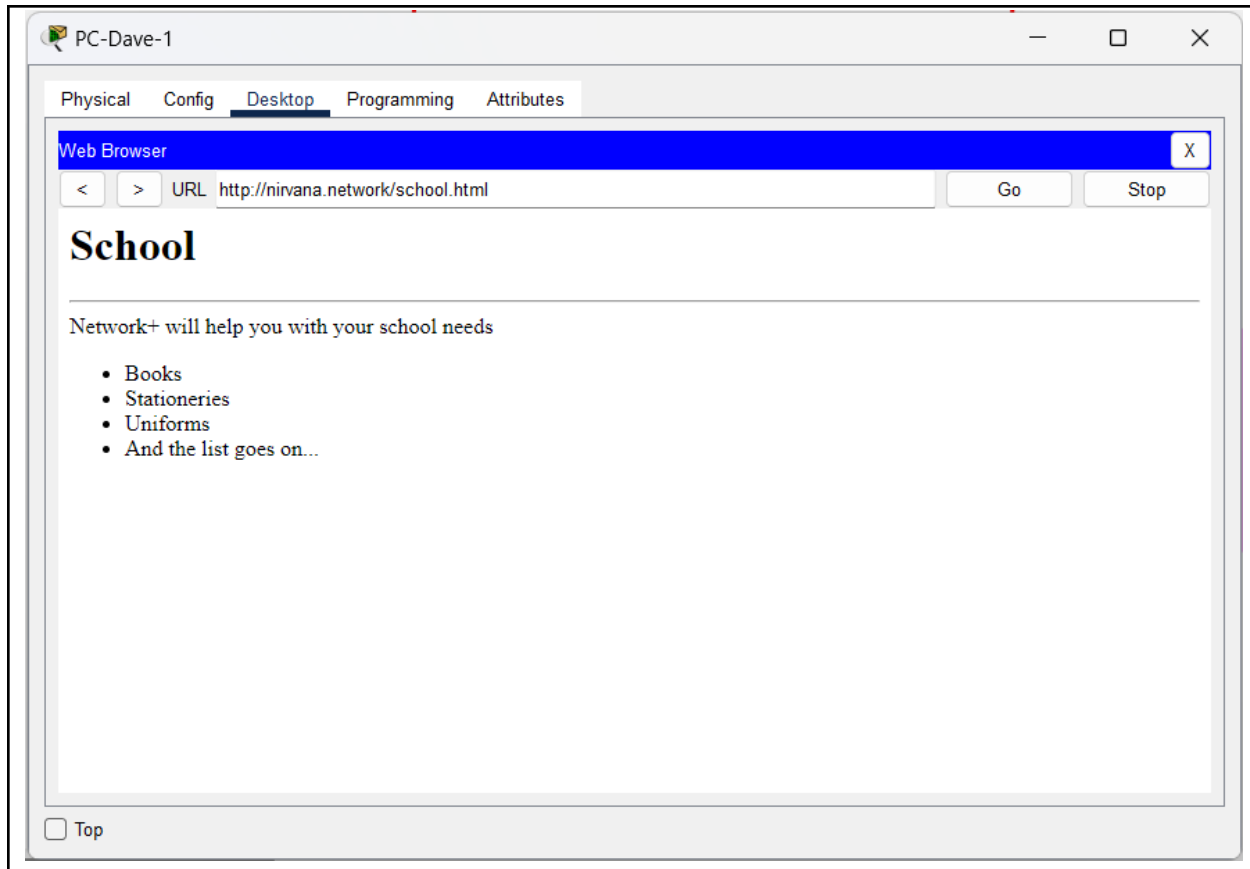 PC-Dave-1
Physical Config Desktop Programming Attributes
Web Browser X
< > URL http://nirvana.network/school.html Go Stop
School
Network+ will help you with your school needs
• Books
• Stationeries
• Uniforms
• And the list goes on...
Top